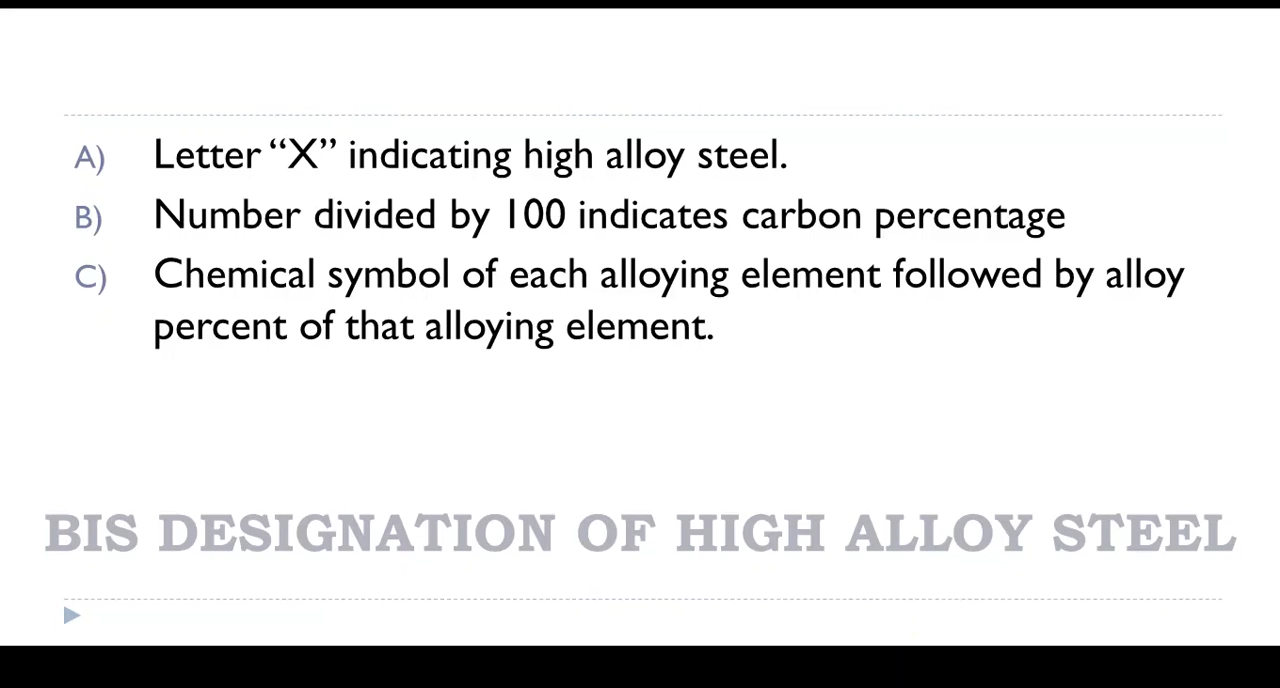 A) Letter “X” indicating high alloy steel.
B) Number divided by 100 indicates carbon percentage
C) Chemical symbol of each alloying element followed by alloy
percent of that alloying element.
BIS DESIGNATION OF HIGH ALLOY STEEL